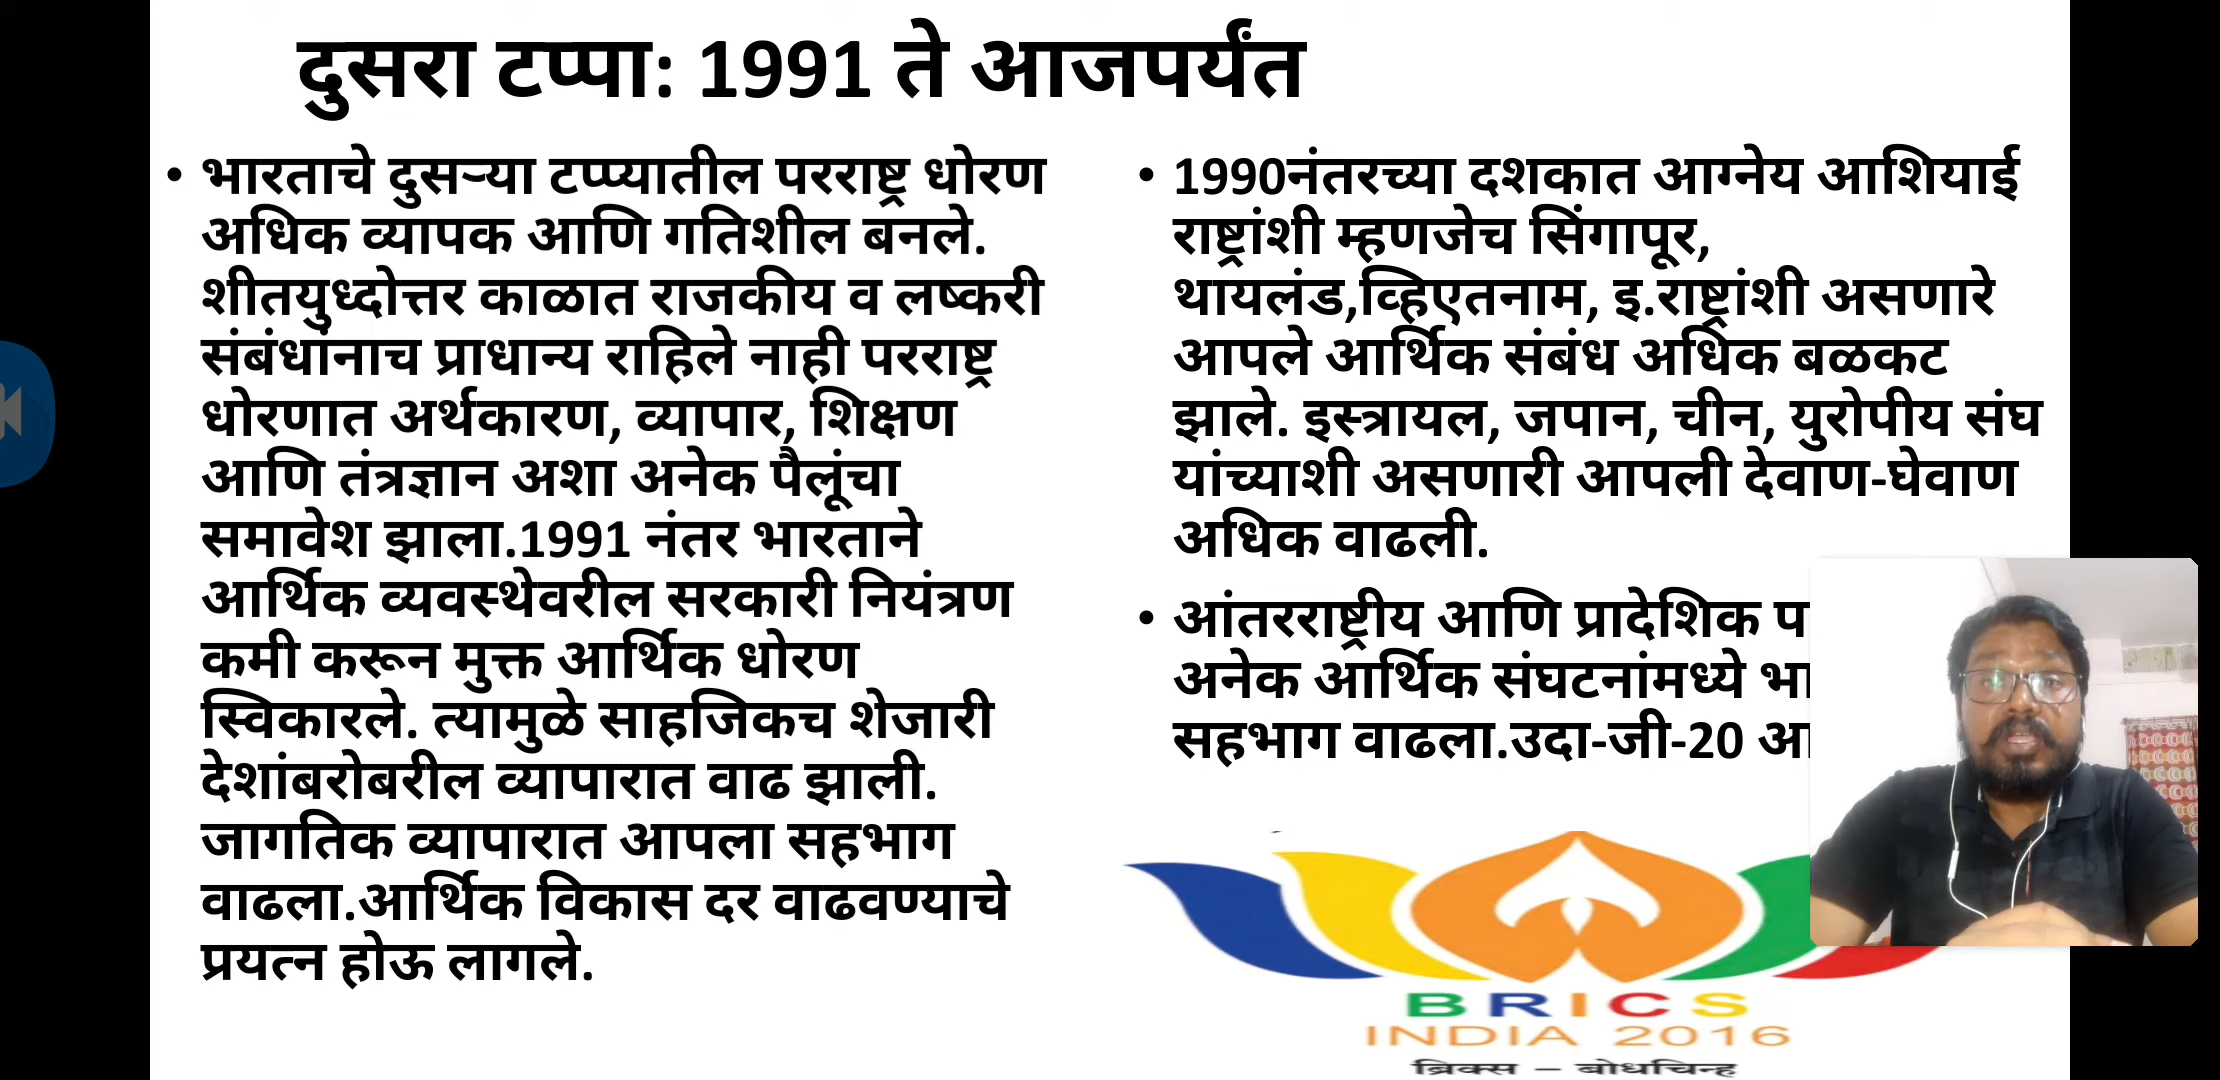 दुसरा टप्पा: 1991 ते आजपर्यंत
• भारताचे दुसऱ्या टप्प्यातील परराष्ट्र धोरण
अधिक व्यापक आणि गतिशील बनले.
शीतयुध्दोत्तर काळात राजकीय व लष्करी
संबंधांनाच प्राधान्य राहिले नाही परराष्ट्र
धोरणात अर्थकारण, व्यापार, शिक्षण
आणि तंत्रज्ञान अशा अनेक पैलूंचा
समावेश झाला.1991 नंतर भारताने
आर्थिक व्यवस्थेवरील सरकारी नियंत्रण
कमी करून मुक्त आर्थिक धोरण
स्विकारले. त्यामुळे साहजिकच शेजारी
देशांबरोबरील व्यापारात वाढ झाली.
जागतिक व्यापारात आपला सहभाग
वाढला.आर्थिक विकास दर वाढवण्याचे
प्रयत्न होऊ लागले.
• 1990नंतरच्या दशकात आग्नेय आशियाई
राष्ट्रांशी म्हणजेच सिंगापूर,
थायलंड,व्हिएतनाम, इ.राष्ट्रांशी असणारे
आपले आर्थिक संबंध अधिक बळकट
झाले. इस्त्रायल, जपान, चीन, युरोपीय संघ
यांच्याशी असणारी आपली देवाण-घेवाण
अधिक वाढली.
• आंतरराष्ट्रीय आणि प्रादेशिक
अनेक आर्थिक संघटनांमध्ये
सहभाग वाढला.उदा-जी-20
BRICS
INDIA 2016
ब्रिक्स – बोधचिन्ह